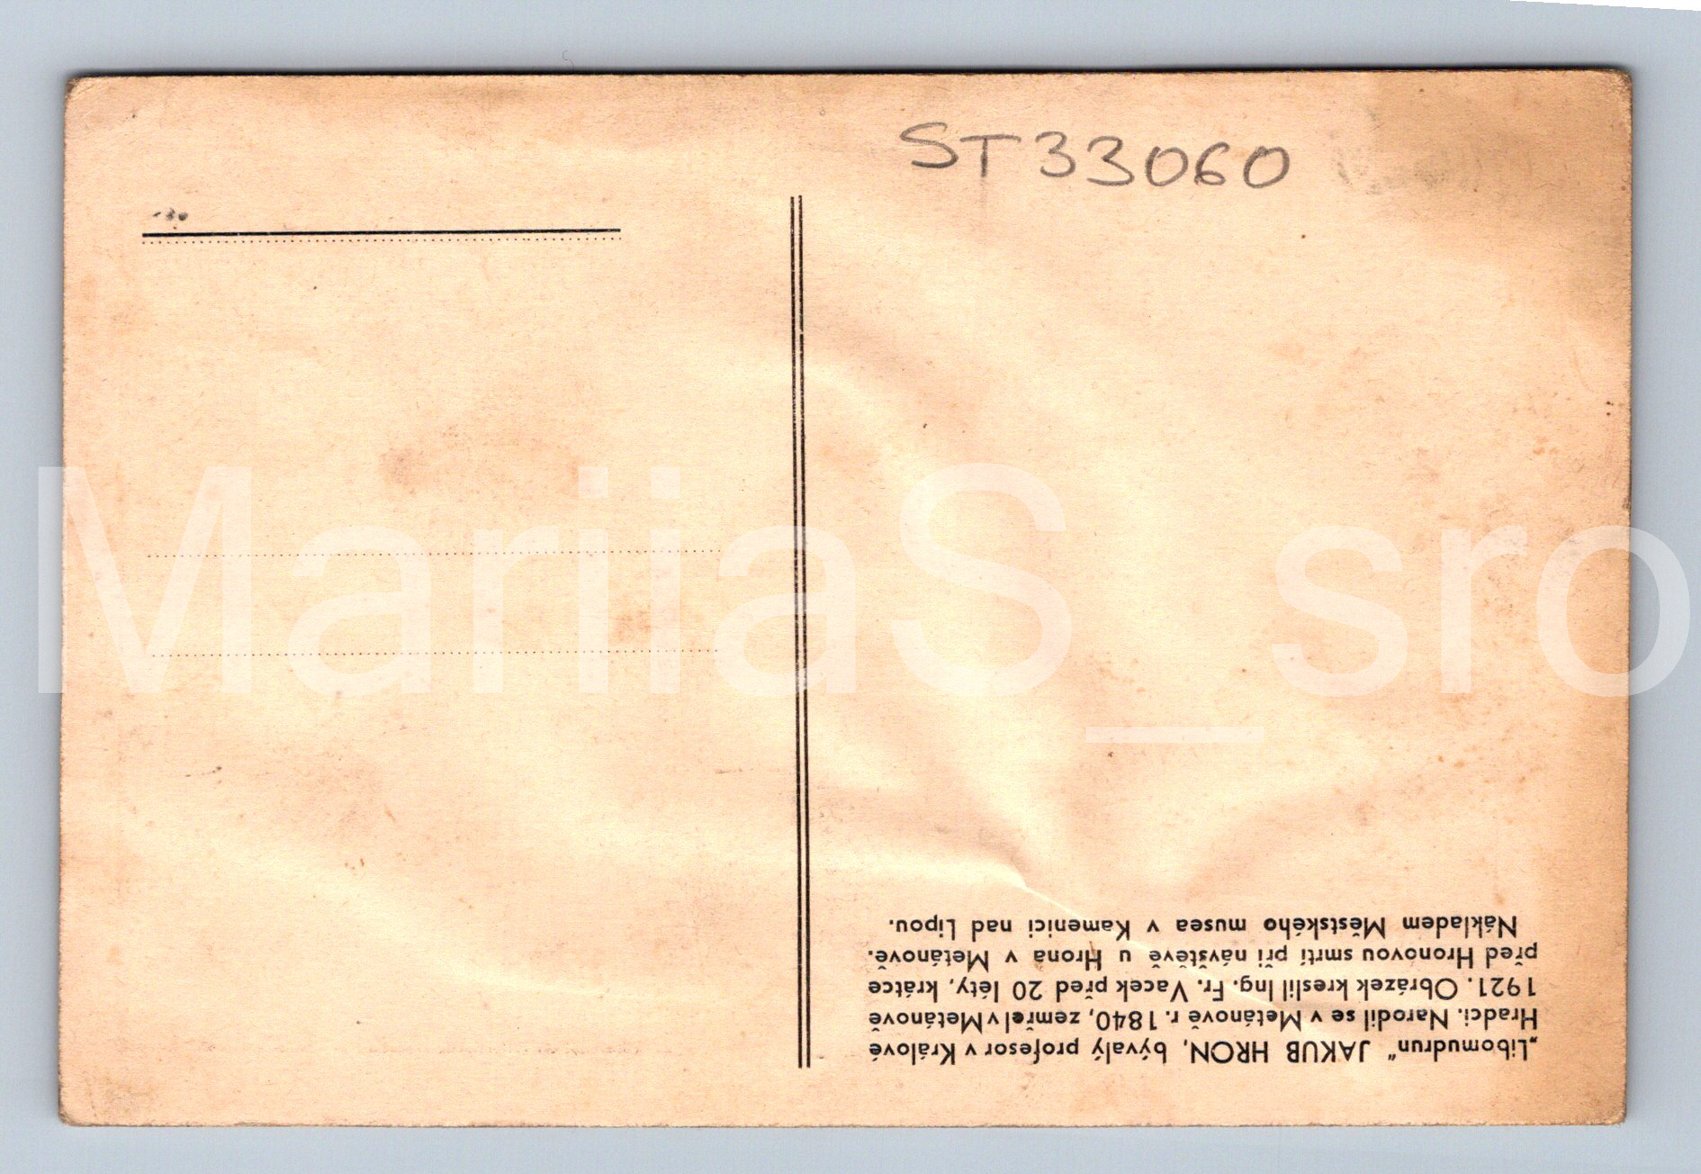 ST33060
MariiaS_sro
„Libomudrun“ JAKUB HRON, bývalý profesor v Králové
Hradci. Narodil se v Metánově r. 1840, zemřel v Metánově
1921. Obrázek kreslil Ing. Fr. Vacek před 20 léty, krátce
před Hronovou smrtí při návštěvě u Hrona v Metánově.
Nákladem Městského musea v Kamenici nad Lipou.